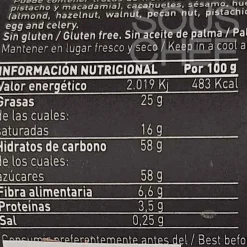 pistacho y macadamia), cacahuetes, sésamo,
(almond, hazelnut, walnut, pecan nut, pistachio
egg and celery.
Sin gluten / Gluten free. Sin aceite de palma /
Mantener en lugar fresco y seco / Keep in a cool a
INFORMACIÓN NUTRICIONAL Por 100 g
Valor energético 2.019 Kj 483 Kcal
Grasas 25 g
de las cuales:
saturadas 16 g
Hidratos de carbono 58 g
de los cuales:
azúcares 58 g
Fibra alimentaria 6,6 g
Proteínas 3,5 g
Sal 0,25 g
Consumir preferentemente antes del / Best befo